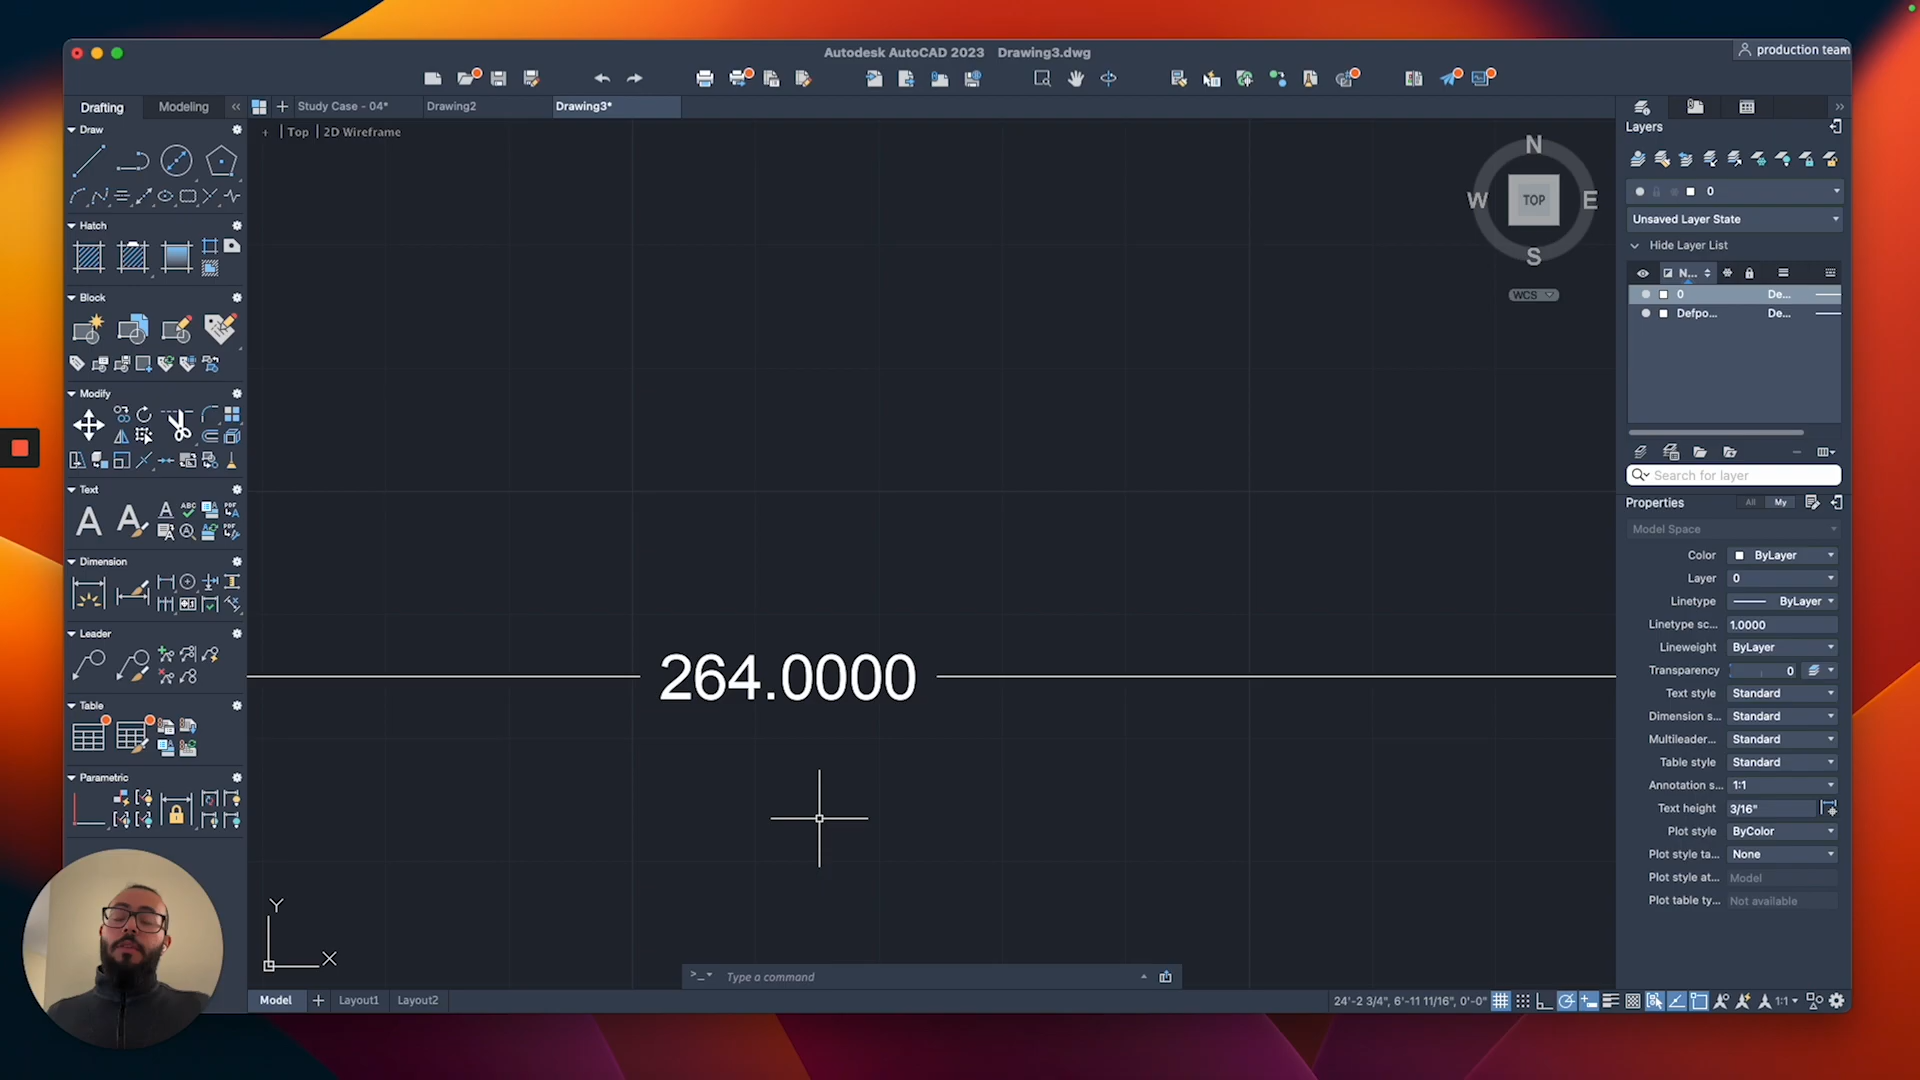 Autodesk AutoCAD 2023 Drawing3.dwg
production team
Drafting
Modeling
Study Case - 04*
Drawing2
Drawing3*
+ | Top | 2D Wireframe
Draw
Hatch
Block
Modify
Text
Dimension
Leader
Table
Parametric
264.0000
N
W
TOP
E
S
WCS
Y
X
>_ Type a command
Model
Layout1
Layout2
24'-2 3/4", 6'-11 11/16", 0'-0"
1:1
Layers
0
Unsaved Layer State
Hide Layer List
N...
0 De...
Defpo... De...
Search for layer
Properties
All
My
Model Space
Color ByLayer
Layer 0
Linetype ByLayer
Linetype sc... 1.0000
Lineweight ByLayer
Transparency 0
Text style Standard
Dimension s... Standard
Multileader... Standard
Table style Standard
Annotation s... 1:1
Text height 3/16"
Plot style ByColor
Plot style ta... None
Plot style at... Model
Plot table ty... Not available